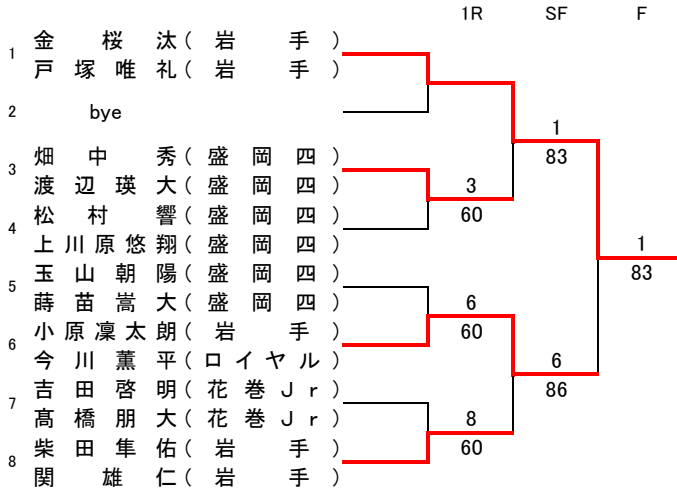 1R SF F
1 金 桜 汰 ( 岩 手 )
戸 塚 唯 礼 ( 岩 手 )
2 bye
1
83
3 畑 中 秀 ( 盛 岡 四 )
渡 辺 瑛 大 ( 盛 岡 四 )
3
60
4 松 村 響 ( 盛 岡 四 )
上 川 原 悠 翔 ( 盛 岡 四 )
1
83
5 玉 山 朝 陽 ( 盛 岡 四 )
蒔 苗 嵩 大 ( 盛 岡 四 )
6
60
6 小 原 凜 太 朗 ( 岩 手 )
今 川 薫 平 ( ロ イ ヤ ル )
6
86
7 吉 田 啓 明 ( 花 巻 J r )
髙 橋 朋 大 ( 花 巻 J r )
8
60
8 柴 田 隼 佑 ( 岩 手 )
関 雄 仁 ( 岩 手 )